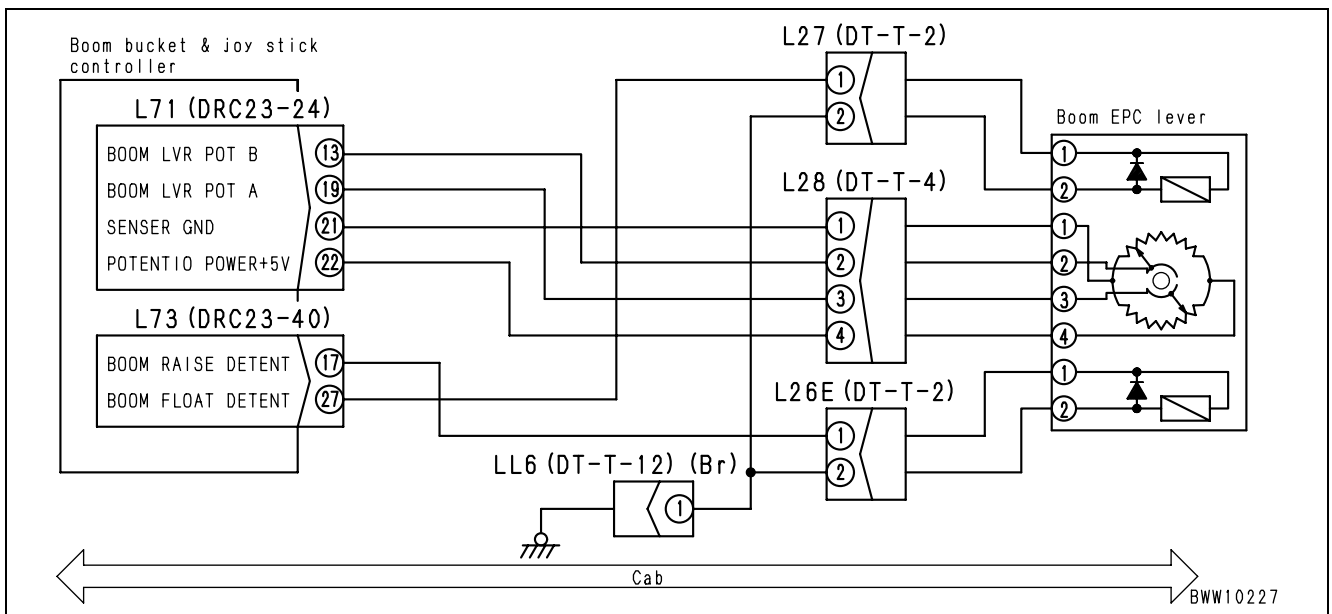 Boom bucket & joy stick
controller
L71 (DRC23-24)
BOOM LVR POT B 13
BOOM LVR POT A 19
SENSER GND 21
POTENTIO POWER+5V 22
L73 (DRC23-40)
BOOM RAISE DETENT 17
BOOM FLOAT DETENT 27
L27 (DT-T-2)
1
2
L28 (DT-T-4)
1
2
3
4
L26E (DT-T-2)
1
2
LL6 (DT-T-12) (Br)
1
Boom EPC lever
1
2
1
2
3
4
1
2
Cab
BWW10227